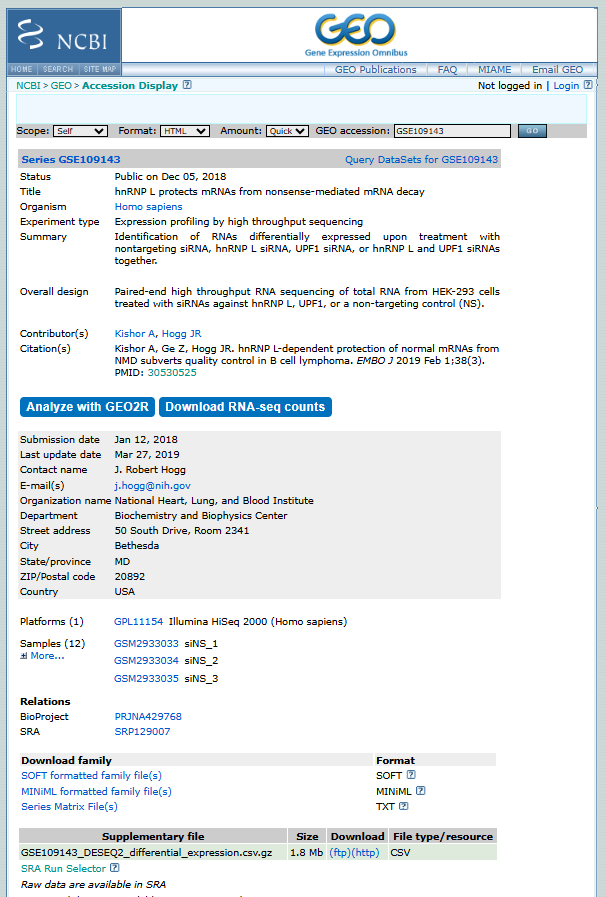 NCBI
GEO
Gene Expression Omnibus
HOME | SEARCH | SITE MAP
GEO Publications | FAQ | MIAME | Email GEO
NCBI > GEO > Accession Display ?
Not logged in | Login ?
Scope: Self Format: HTML Amount: Quick GEO accession: GSE109143 GO
Series GSE109143 Query DataSets for GSE109143
Status Public on Dec 05, 2018
Title hnRNP L protects mRNAs from nonsense-mediated mRNA decay
Organism Homo sapiens
Experiment type Expression profiling by high throughput sequencing
Summary Identification of RNAs differentially expressed upon treatment with
nontargeting siRNA, hnRNP L siRNA, UPF1 siRNA, or hnRNP L and UPF1 siRNAs
together.
Overall design Paired-end high throughput RNA sequencing of total RNA from HEK-293 cells
treated with siRNAs against hnRNP L, UPF1, or a non-targeting control (NS).
Contributor(s) Kishor A, Hogg JR
Citation(s) Kishor A, Ge Z, Hogg JR. hnRNP L-dependent protection of normal mRNAs from
NMD subverts quality control in B cell lymphoma. EMBO J 2019 Feb 1;38(3).
PMID: 30530525
Analyze with GEO2R Download RNA-seq counts
Submission date Jan 12, 2018
Last update date Mar 27, 2019
Contact name J. Robert Hogg
E-mail(s) j.hogg@nih.gov
Organization name National Heart, Lung, and Blood Institute
Department Biochemistry and Biophysics Center
Street address 50 South Drive, Room 2341
City Bethesda
State/province MD
ZIP/Postal code 20892
Country USA
Platforms (1) GPL11154 Illumina HiSeq 2000 (Homo sapiens)
Samples (12) GSM2933033 siNS_1
More... GSM2933034 siNS_2
GSM2933035 siNS_3
Relations
BioProject PRJNA429768
SRA SRP129007
Download family Format
SOFT formatted family file(s) SOFT ?
MINiML formatted family file(s) MINiML ?
Series Matrix File(s) TXT ?
Supplementary file Size Download File type/resource
GSE109143_DESEQ2_differential_expression.csv.gz 1.8 Mb (ftp)(http) CSV
SRA Run Selector ?
Raw data are available in SRA